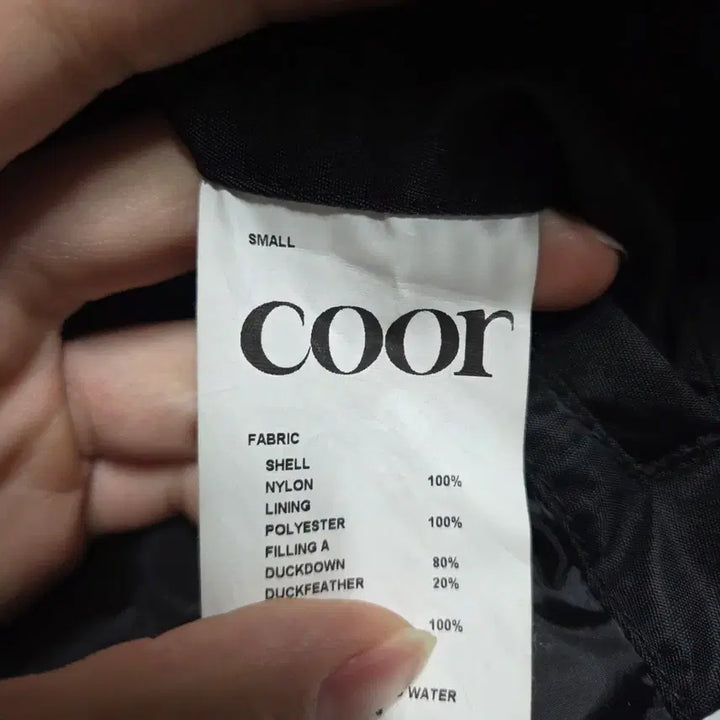 SMALL
coor
FABRIC
SHELL
NYLON 100%
LINING
POLYESTER 100%
FILLING A
DUCKDOWN 80%
DUCKFEATHER 20%
100%
WATER